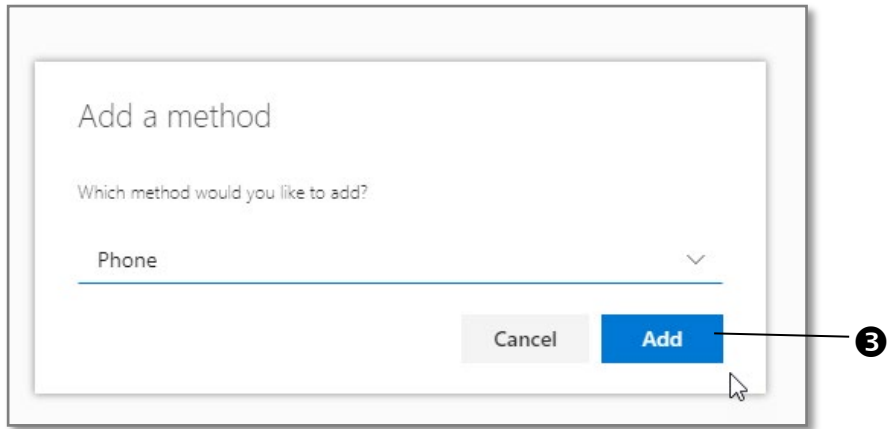 Add a method
Which method would you like to add?
Phone
Cancel Add
❸